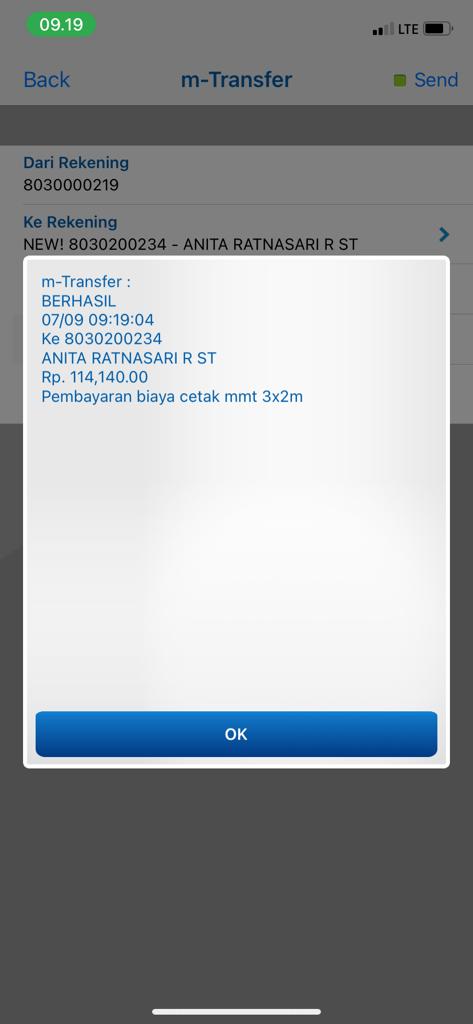 09.19
LTE
Back
m-Transfer
Send
Dari Rekening
8030000219
Ke Rekening
NEW! 8030200234 - ANITA RATNASARI R ST
m-Transfer :
BERHASIL
07/09 09:19:04
Ke 8030200234
ANITA RATNASARI R ST
Rp. 114,140.00
Pembayaran biaya cetak mmt 3x2m
OK